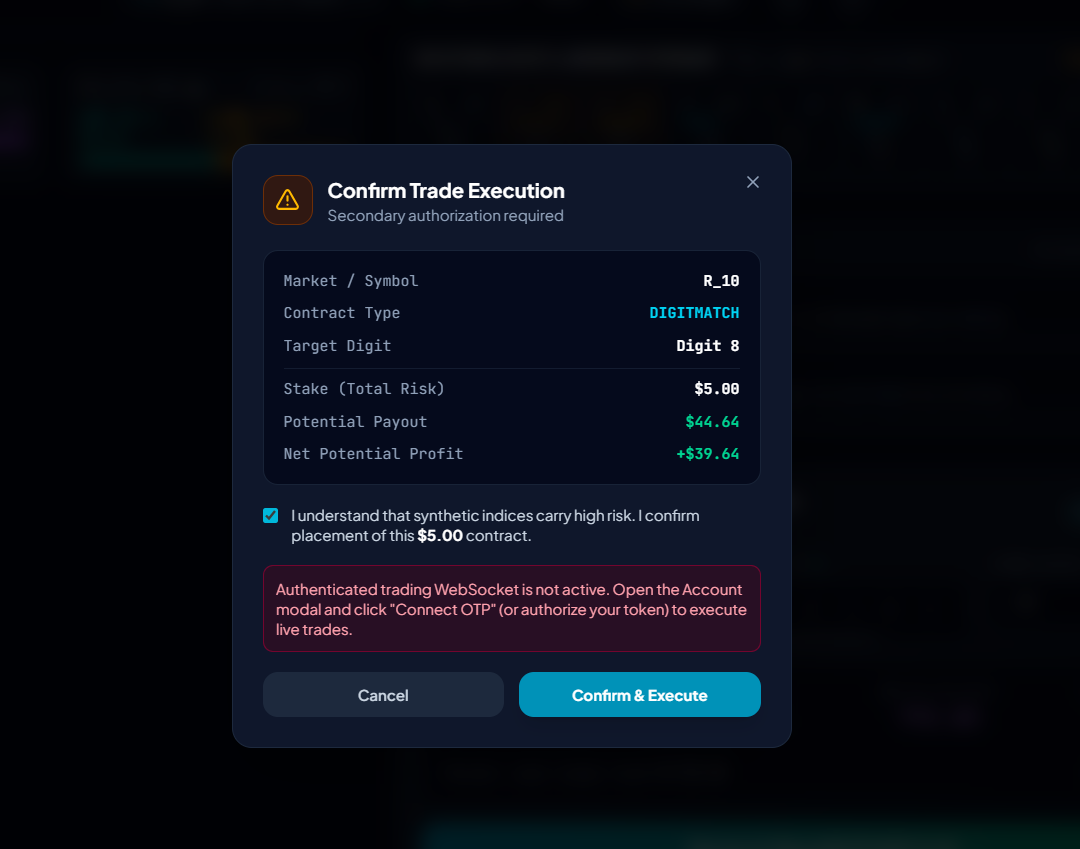 Confirm Trade Execution
Secondary authorization required
Market / Symbol R_10
Contract Type DIGITMATCH
Target Digit Digit 8
Stake (Total Risk) $5.00
Potential Payout $44.64
Net Potential Profit +$39.64
I understand that synthetic indices carry high risk. I confirm
placement of this $5.00 contract.
Authenticated trading WebSocket is not active. Open the Account
modal and click "Connect OTP" (or authorize your token) to execute
live trades.
Cancel Confirm & Execute